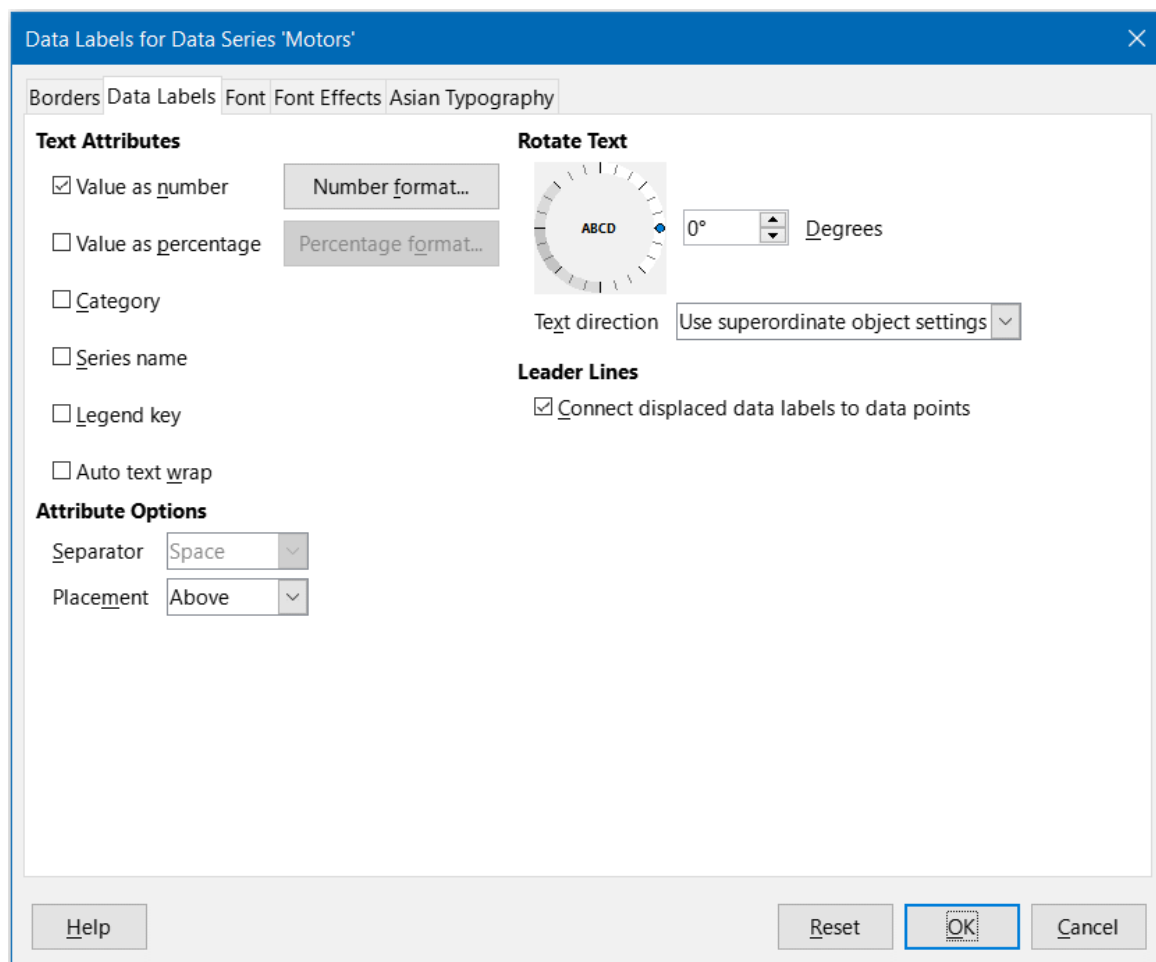 Data Labels for Data Series 'Motors'
Borders Data Labels Font Font Effects Asian Typography
Text Attributes
Value as number
Number format...
Value as percentage
Percentage format...
Category
Series name
Legend key
Auto text wrap
Attribute Options
Separator Space
Placement Above
Rotate Text
ABCD
0° Degrees
Text direction Use superordinate object settings
Leader Lines
Connect displaced data labels to data points
Help Reset OK Cancel